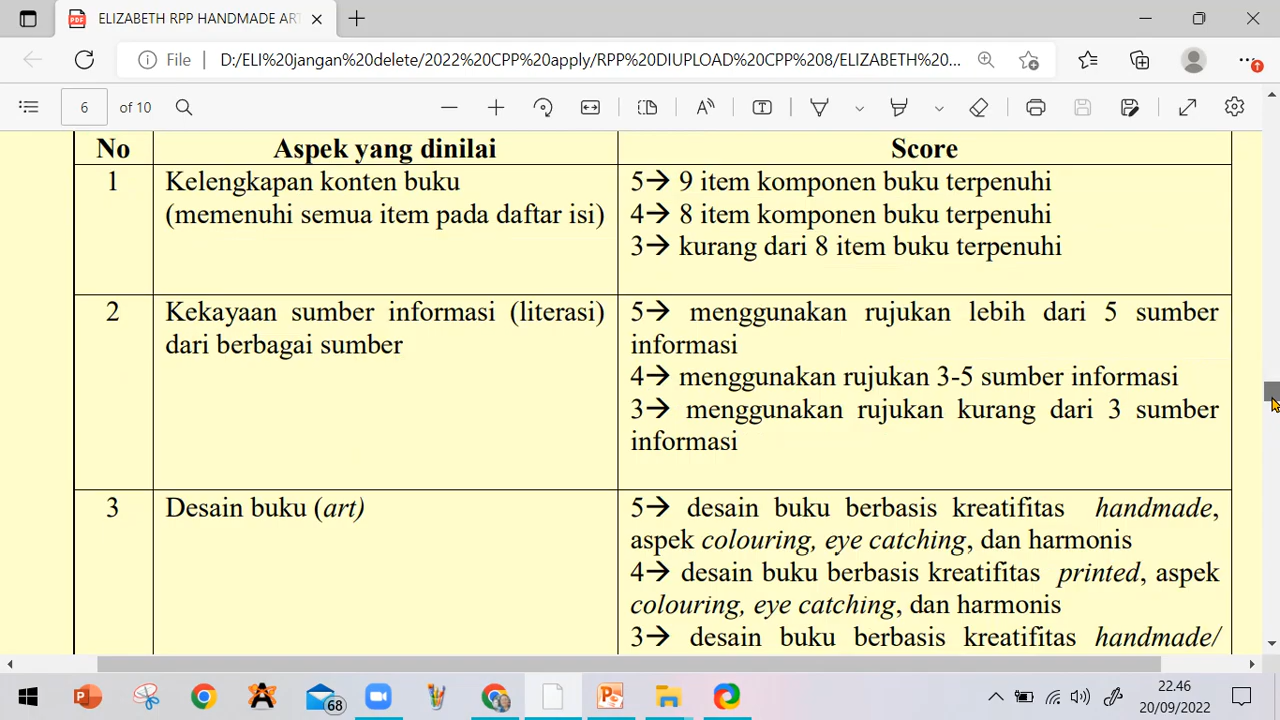 ELIZABETH RPP HANDMADE AR
File D:/ELI%20jangan%20delete/2022%20CPP%20apply/RPP%20DIUPLOAD%20CPP%208/ELIZABETH%20...
6 of 10
No Aspek yang dinilai Score
1 Kelengkapan konten buku
(memenuhi semua item pada daftar isi)
5→ 9 item komponen buku terpenuhi
4→ 8 item komponen buku terpenuhi
3→ kurang dari 8 item buku terpenuhi
2 Kekayaan sumber informasi (literasi)
dari berbagai sumber
5→ menggunakan rujukan lebih dari 5 sumber
informasi
4→ menggunakan rujukan 3-5 sumber informasi
3→ menggunakan rujukan kurang dari 3 sumber
informasi
3 Desain buku (art)
5→ desain buku berbasis kreatifitas handmade,
aspek colouring, eye catching, dan harmonis
4→ desain buku berbasis kreatifitas printed, aspek
colouring, eye catching, dan harmonis
3→ desain buku berbasis kreatifitas handmade/
68
22.46
20/09/2022